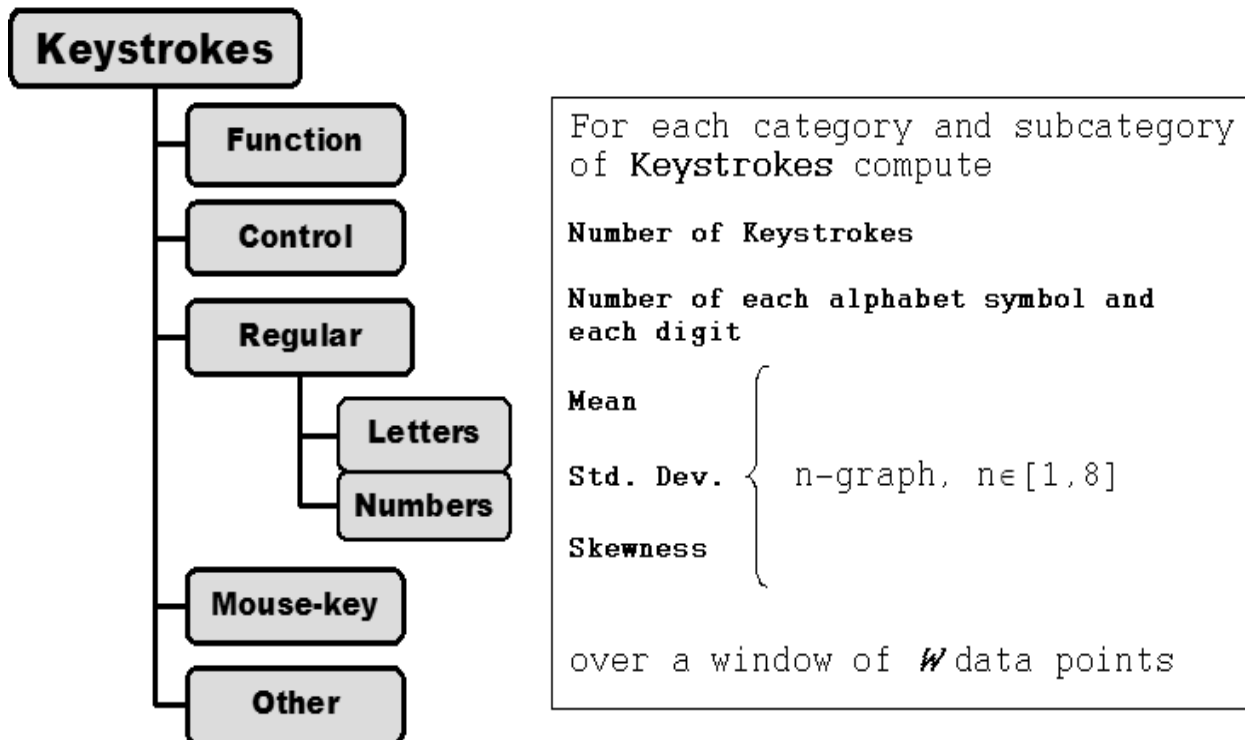 Keystrokes
Function
Control
Regular
Letters
Numbers
Mouse-key
Other
For each category and subcategory
of Keystrokes compute
Number of Keystrokes
Number of each alphabet symbol and
each digit
Mean
Std. Dev.
n-graph, n∈[1,8]
Skewness
over a window of W data points